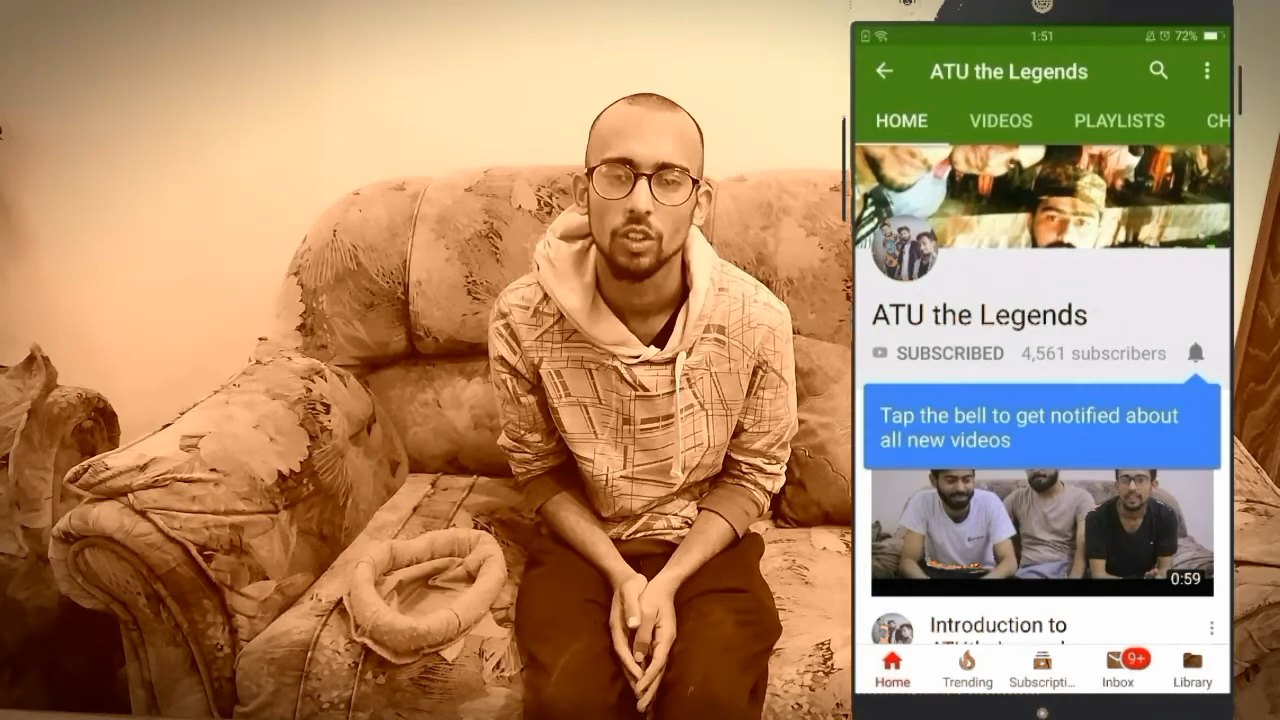 1:51
72%
ATU the Legends
HOME VIDEOS PLAYLISTS CH
ATU the Legends
SUBSCRIBED 4,561 subscribers
Tap the bell to get notified about
all new videos
0:59
Introduction to
Home Trending Subscripti... Inbox 9+ Library